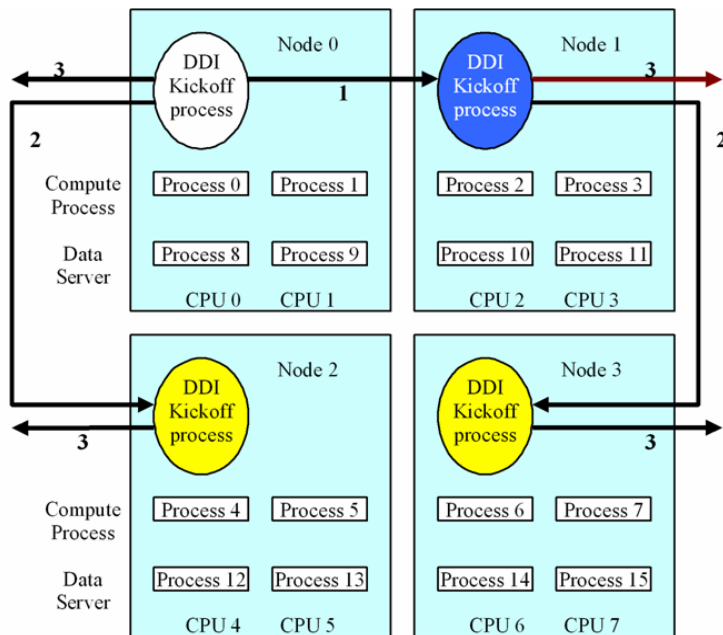 Node 0
DDI
Kickoff
process
Node 1
DDI
Kickoff
process
3
1
3
2
2
Compute
Process
Process 0
Process 1
Process 2
Process 3
Data
Server
Process 8
Process 9
Process 10
Process 11
CPU 0
CPU 1
CPU 2
CPU 3
Node 2
DDI
Kickoff
process
Node 3
DDI
Kickoff
process
3
3
Compute
Process
Process 4
Process 5
Process 6
Process 7
Data
Server
Process 12
Process 13
Process 14
Process 15
CPU 4
CPU 5
CPU 6
CPU 7